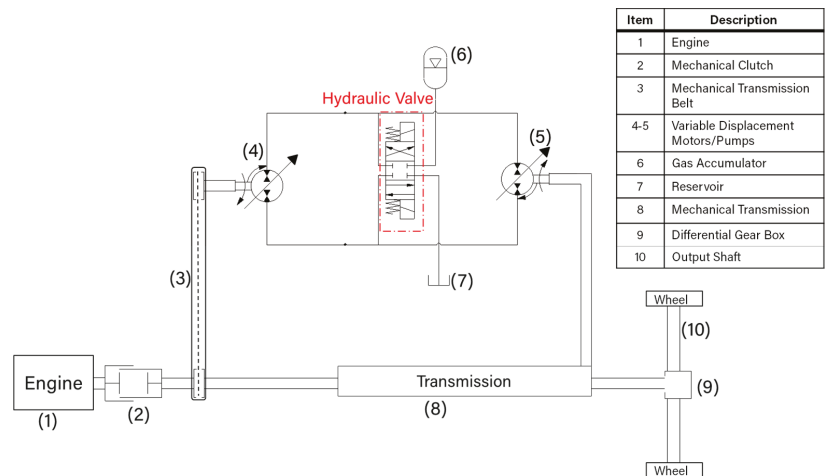 Item Description
1 Engine
2 Mechanical Clutch
3 Mechanical Transmission
Belt
4-5 Variable Displacement
Motors/Pumps
6 Gas Accumulator
7 Reservoir
8 Mechanical Transmission
9 Differential Gear Box
10 Output Shaft
(6)
Hydraulic Valve
(4)
(5)
(3)
(7)
Wheel
(10)
Engine
(1)
(2)
Transmission
(8)
(9)
Wheel